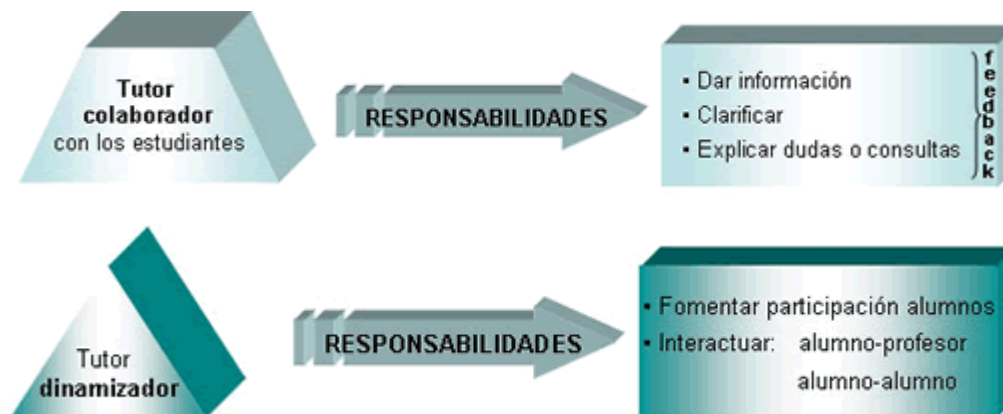 Tutor
colaborador
con los estudiantes
RESPONSABILIDADES
▪ Dar información
▪ Clarificar
▪ Explicar dudas o consultas
feedback
Tutor
dinamizador
RESPONSABILIDADES
▪ Fomentar participación alumnos
▪ Interactuar: alumno-profesor
alumno-alumno